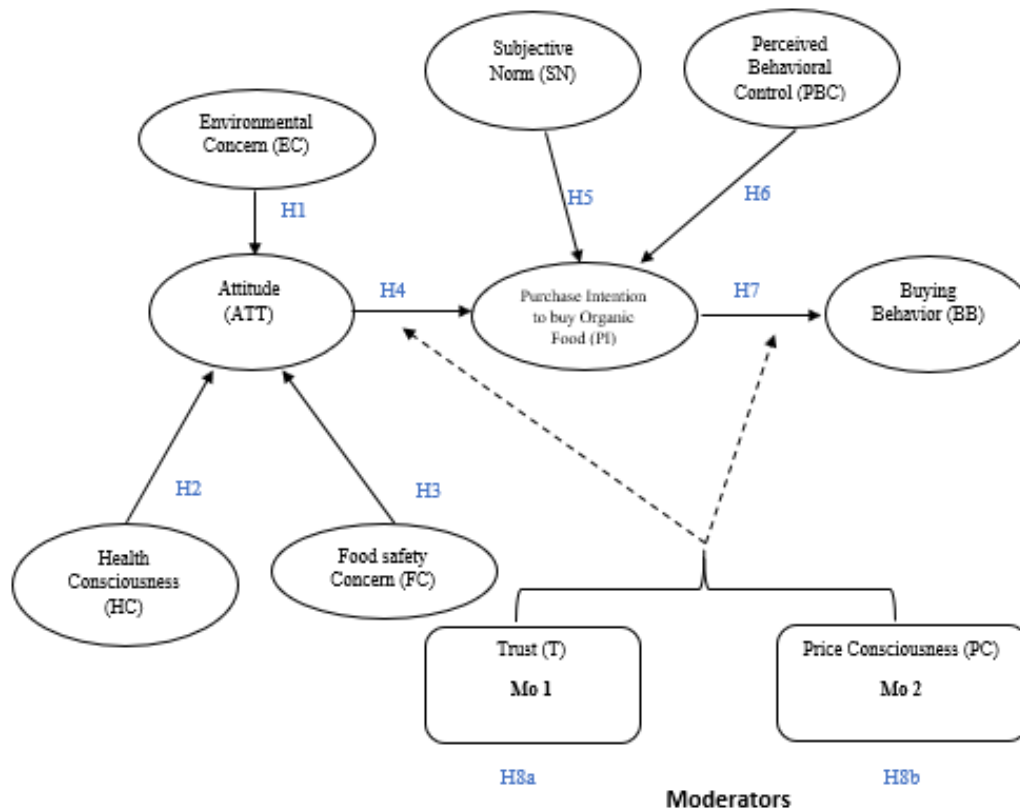 Subjective
Norm (SN)
Perceived
Behavioral
Control (PBC)
Environmental
Concern (EC)
H5
H6
H1
Attitude
(ATT)
H4
Purchase Intention
to buy Organic
Food (PI)
H7
Buying
Behavior (BB)
H2
H3
Health
Consciousness
(HC)
Food safety
Concern (FC)
Trust (T)
Mo 1
Price Consciousness (PC)
Mo 2
H8a
H8b
Moderators